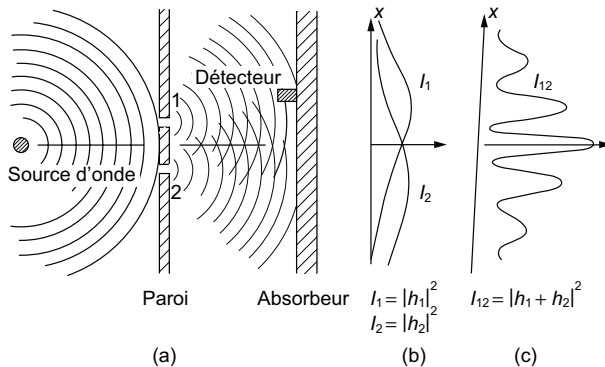 Source d'onde
1
2
Détecteur
Paroi
Absorbeur
(a)
x
I₁
I₂
I₁ = |h₁|²
I₂ = |h₂|²
(b)
x
I₁₂
I₁₂ = |h₁ + h₂|²
(c)